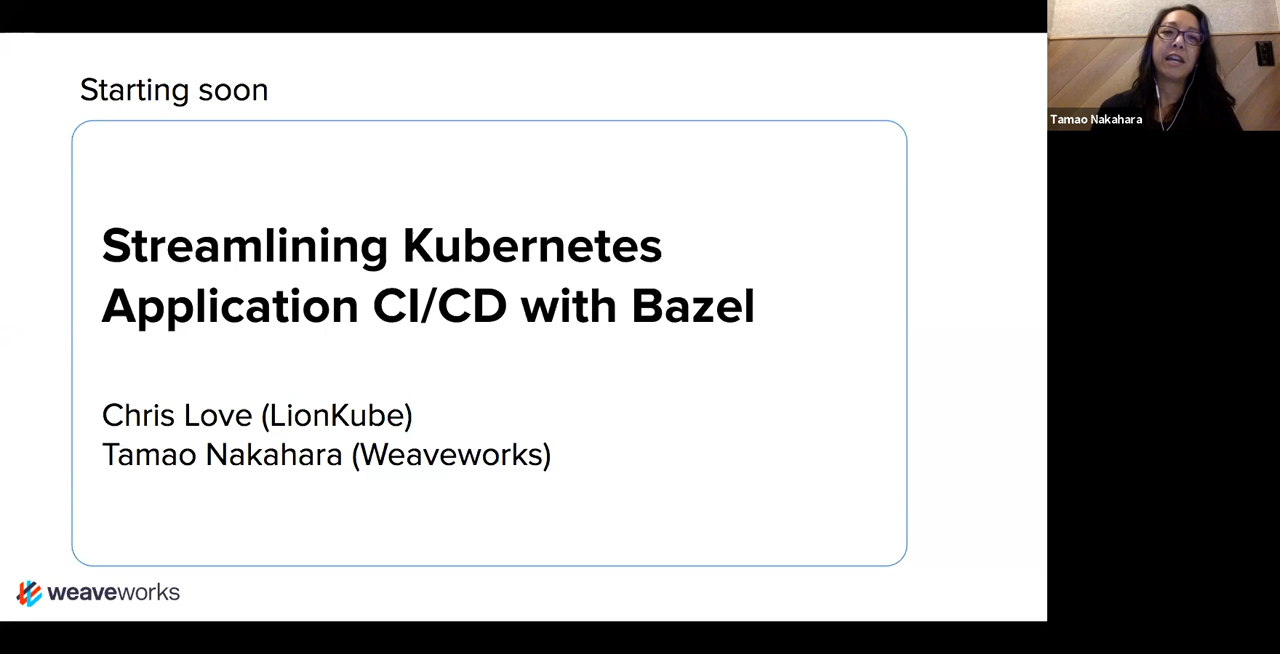 Starting soon
Streamlining Kubernetes
Application CI/CD with Bazel
Chris Love (LionKube)
Tamao Nakahara (Weaveworks)
weaveworks
Tamao Nakahara